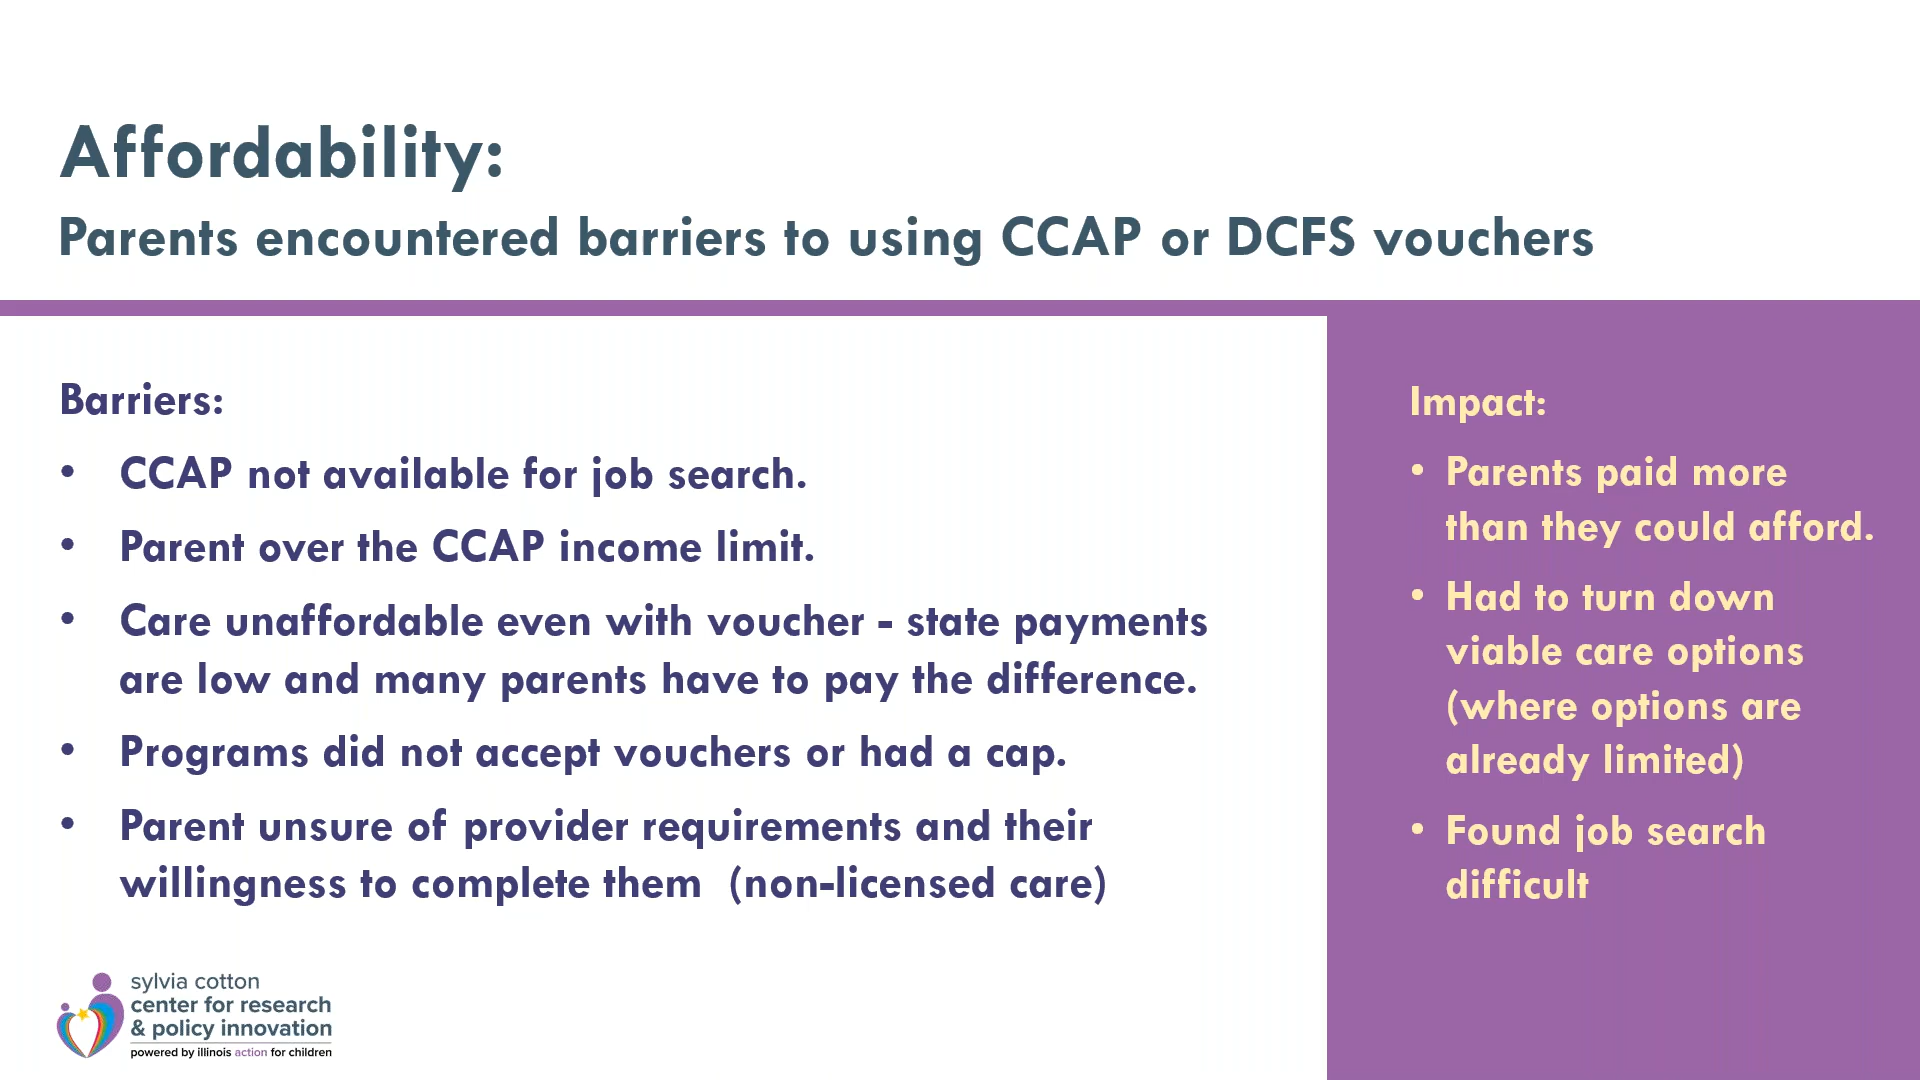 Affordability:
Parents encountered barriers to using CCAP or DCFS vouchers
Barriers:
• CCAP not available for job search.
• Parent over the CCAP income limit.
• Care unaffordable even with voucher - state payments
are low and many parents have to pay the difference.
• Programs did not accept vouchers or had a cap.
• Parent unsure of provider requirements and their
willingness to complete them  (non-licensed care)
Impact:
• Parents paid more
than they could afford.
• Had to turn down
viable care options
(where options are
already limited)
• Found job search
difficult
sylvia cotton
center for research
& policy innovation
powered by illinois action for children